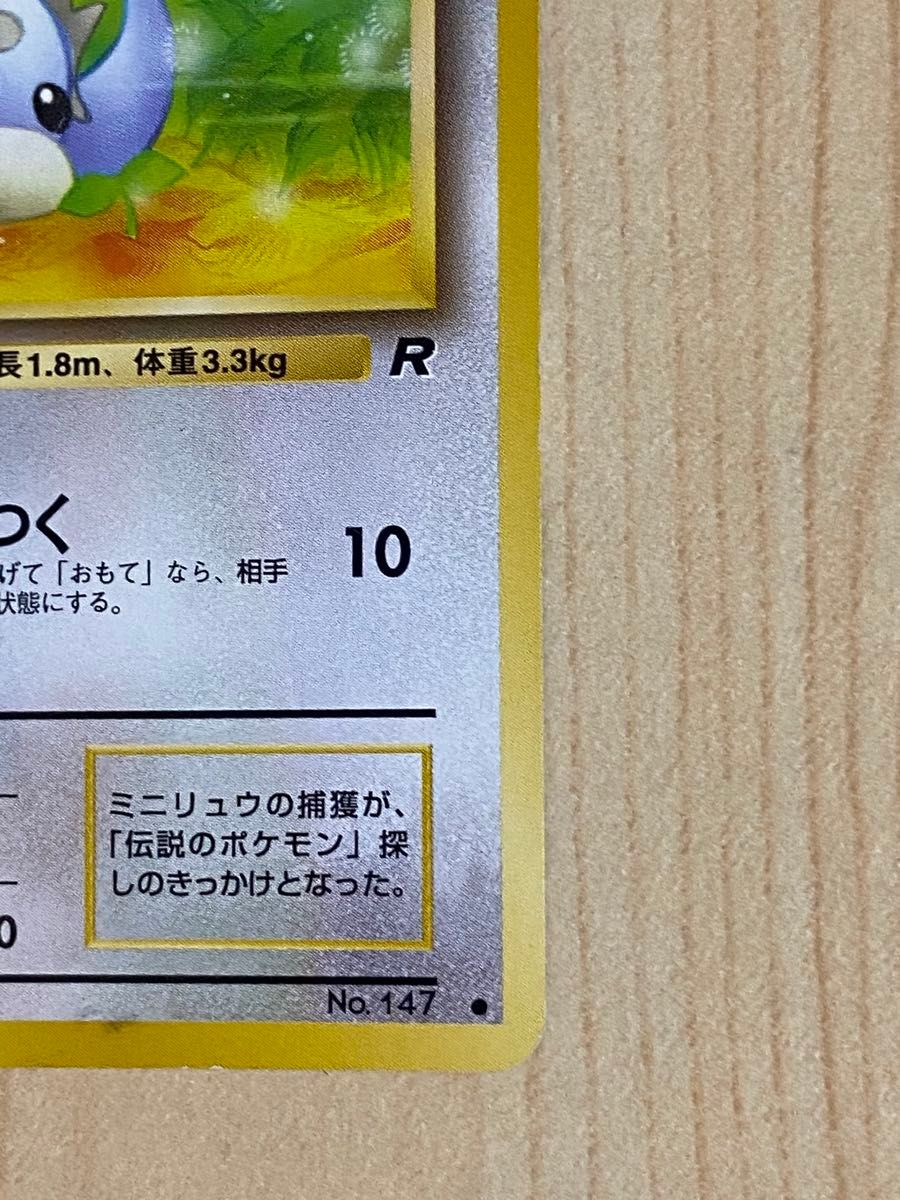 長1.8m、体重3.3kg
R
つく
10
げて「おもて」なら、相手
状態にする。
ミニリュウの捕獲が、
「伝説のポケモン」探
しのきっかけとなった。
0
No. 147 ●